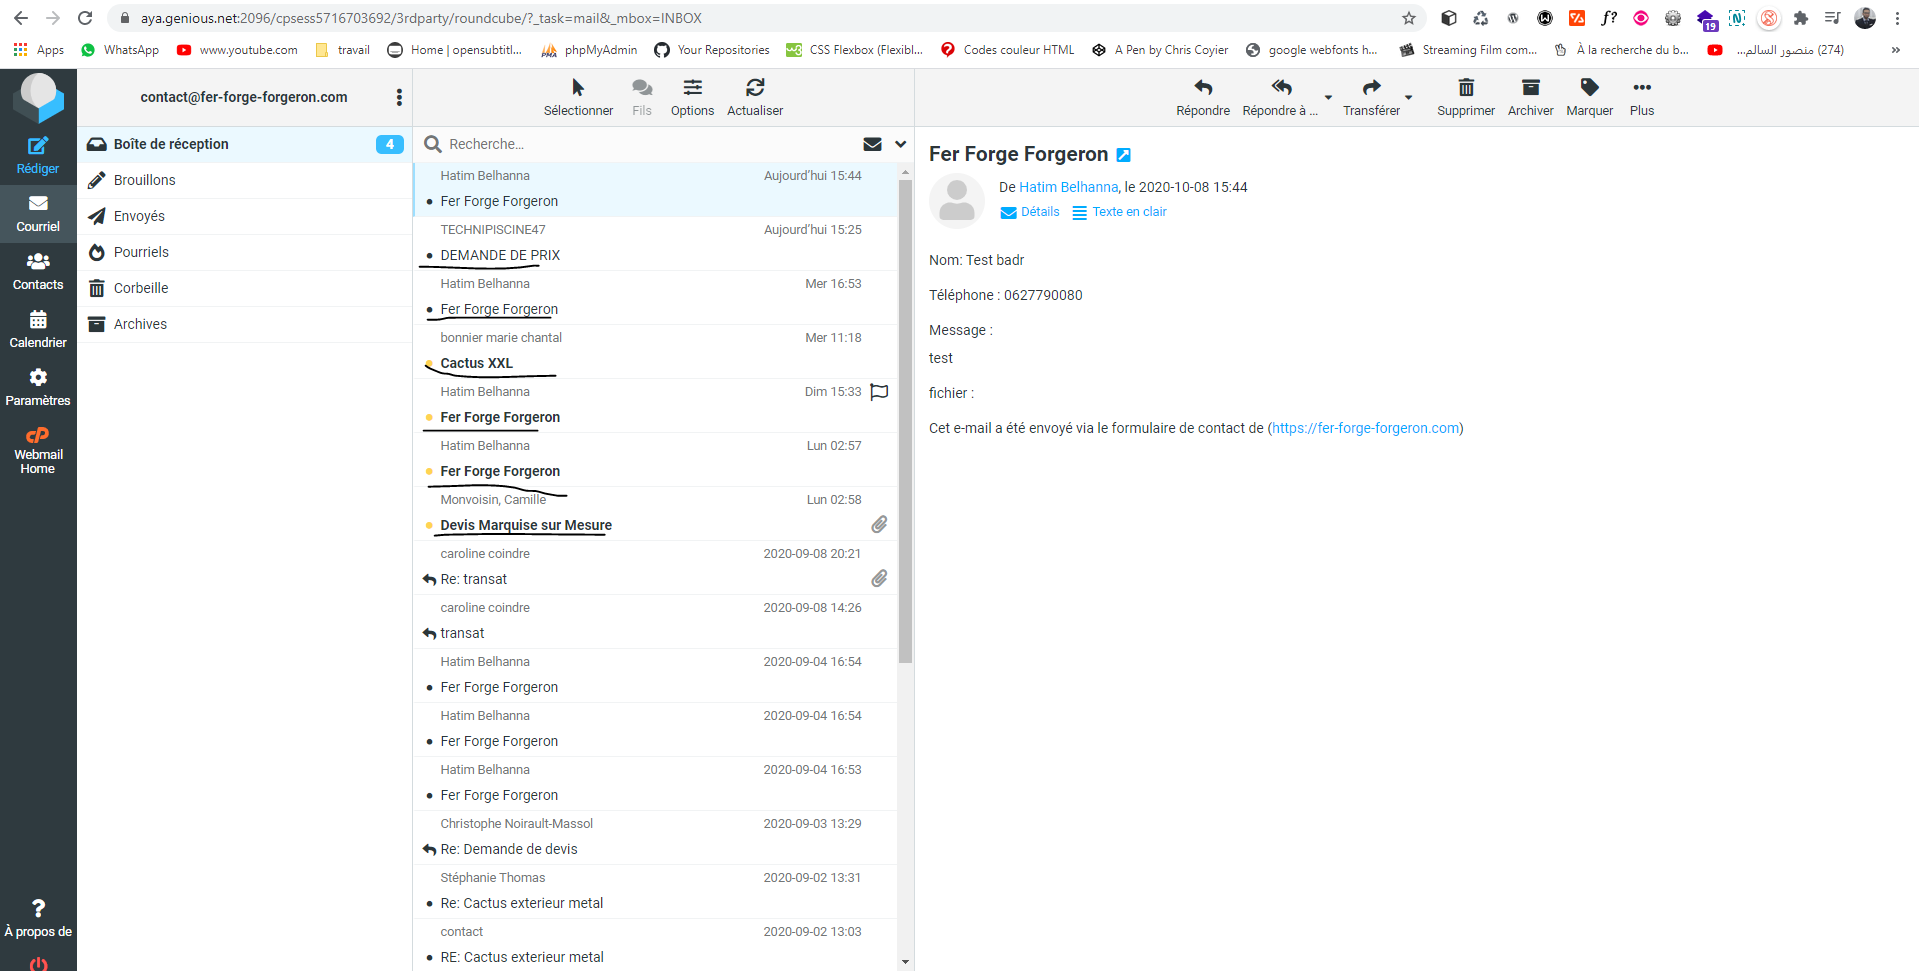 aya.genious.net:2096/cpsess5716703692/3rdparty/roundcube/?_task=mail&_mbox=INBOX
19
Apps WhatsApp www.youtube.com travail Home | opensubtitl... phpMyAdmin Your Repositories CSS Flexbox (Flexibl... Codes couleur HTML A Pen by Chris Coyier google webfonts h... Streaming Film com... À la recherche du b... (274) منصور السالم... »
Rédiger
Courriel
Contacts
Calendrier
Paramètres
cP
Webmail
Home
?
À propos de
contact@fer-forge-forgeron.com
Boîte de réception 4
Brouillons
Envoyés
Pourriels
Corbeille
Archives
Sélectionner Fils Options Actualiser
Recherche...
Hatim Belhanna Aujourd'hui 15:44
Fer Forge Forgeron
TECHNIPISCINE47 Aujourd'hui 15:25
DEMANDE DE PRIX
Hatim Belhanna Mer 16:53
Fer Forge Forgeron
bonnier marie chantal Mer 11:18
Cactus XXL
Hatim Belhanna Dim 15:33
Fer Forge Forgeron
Hatim Belhanna Lun 02:57
Fer Forge Forgeron
Monvoisin, Camille Lun 02:58
Devis Marquise sur Mesure
caroline coindre 2020-09-08 20:21
Re: transat
caroline coindre 2020-09-08 14:26
transat
Hatim Belhanna 2020-09-04 16:54
Fer Forge Forgeron
Hatim Belhanna 2020-09-04 16:54
Fer Forge Forgeron
Hatim Belhanna 2020-09-04 16:53
Fer Forge Forgeron
Christophe Noirault-Massol 2020-09-03 13:29
Re: Demande de devis
Stéphanie Thomas 2020-09-02 13:31
Re: Cactus exterieur metal
contact 2020-09-02 13:03
RE: Cactus exterieur metal
Répondre Répondre à ... Transférer Supprimer Archiver Marquer Plus
Fer Forge Forgeron
De Hatim Belhanna, le 2020-10-08 15:44
Détails Texte en clair
Nom: Test badr
Téléphone : 0627790080
Message :
test
fichier :
Cet e-mail a été envoyé via le formulaire de contact de (https://fer-forge-forgeron.com)